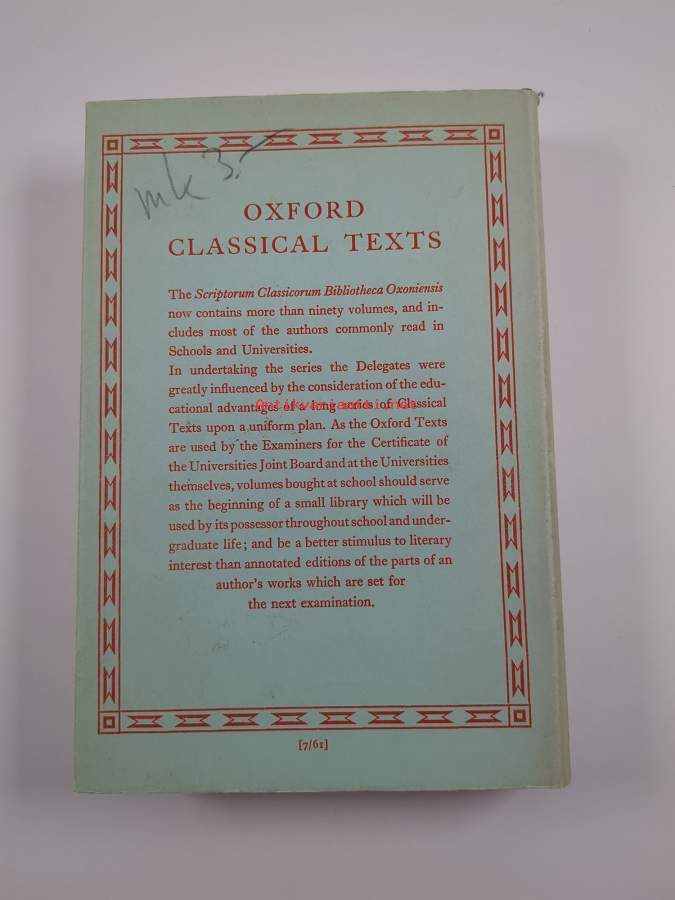 mk 3.-
OXFORD
CLASSICAL TEXTS
The Scriptorum Classicorum Bibliotheca Oxoniensis
now contains more than ninety volumes, and in-
cludes most of the authors commonly read in
Schools and Universities.
In undertaking the series the Delegates were
greatly influenced by the consideration of the edu-
cational advantages of a long series of Classical
Texts upon a uniform plan. As the Oxford Texts
are used by the Examiners for the Certificate of
the Universities Joint Board and at the Universities
themselves, volumes bought at school should serve
as the beginning of a small library which will be
used by its possessor throughout school and under-
graduate life; and be a better stimulus to literary
interest than annotated editions of the parts of an
author's works which are set for
the next examination.
[7/61]